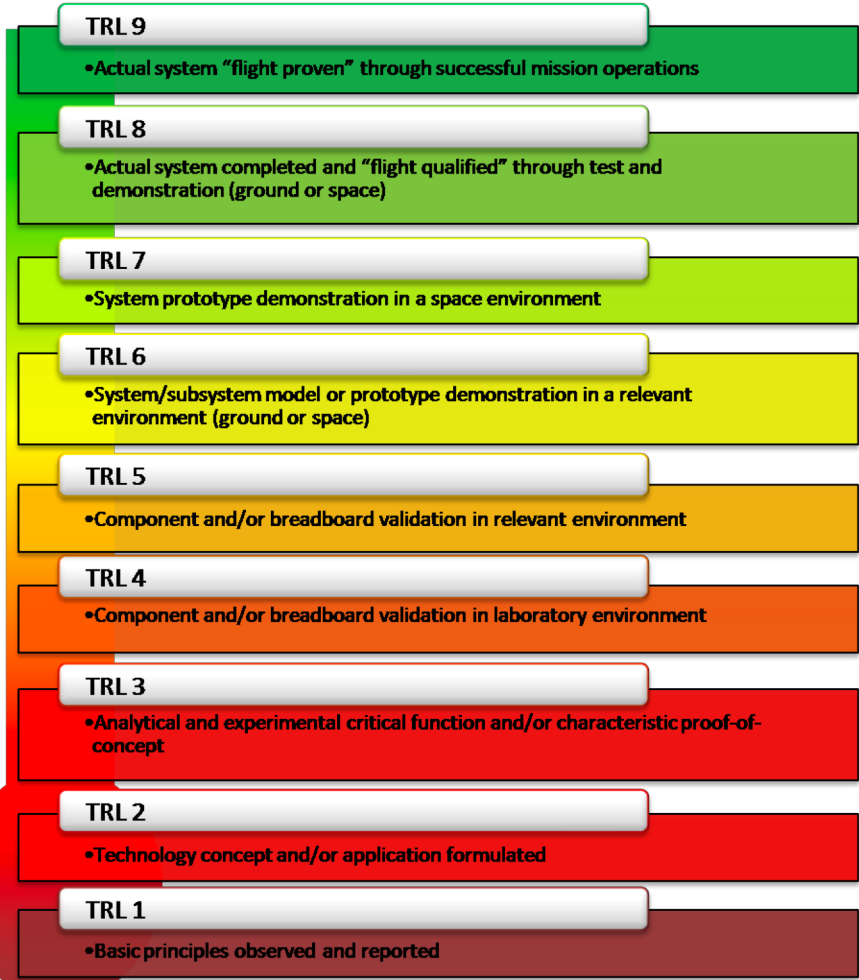 TRL 9
•Actual system “flight proven” through successful mission operations
TRL 8
•Actual system completed and “flight qualified” through test and
demonstration (ground or space)
TRL 7
•System prototype demonstration in a space environment
TRL 6
•System/subsystem model or prototype demonstration in a relevant
environment (ground or space)
TRL 5
•Component and/or breadboard validation in relevant environment
TRL 4
•Component and/or breadboard validation in laboratory environment
TRL 3
•Analytical and experimental critical function and/or characteristic proof-of-
concept
TRL 2
•Technology concept and/or application formulated
TRL 1
•Basic principles observed and reported